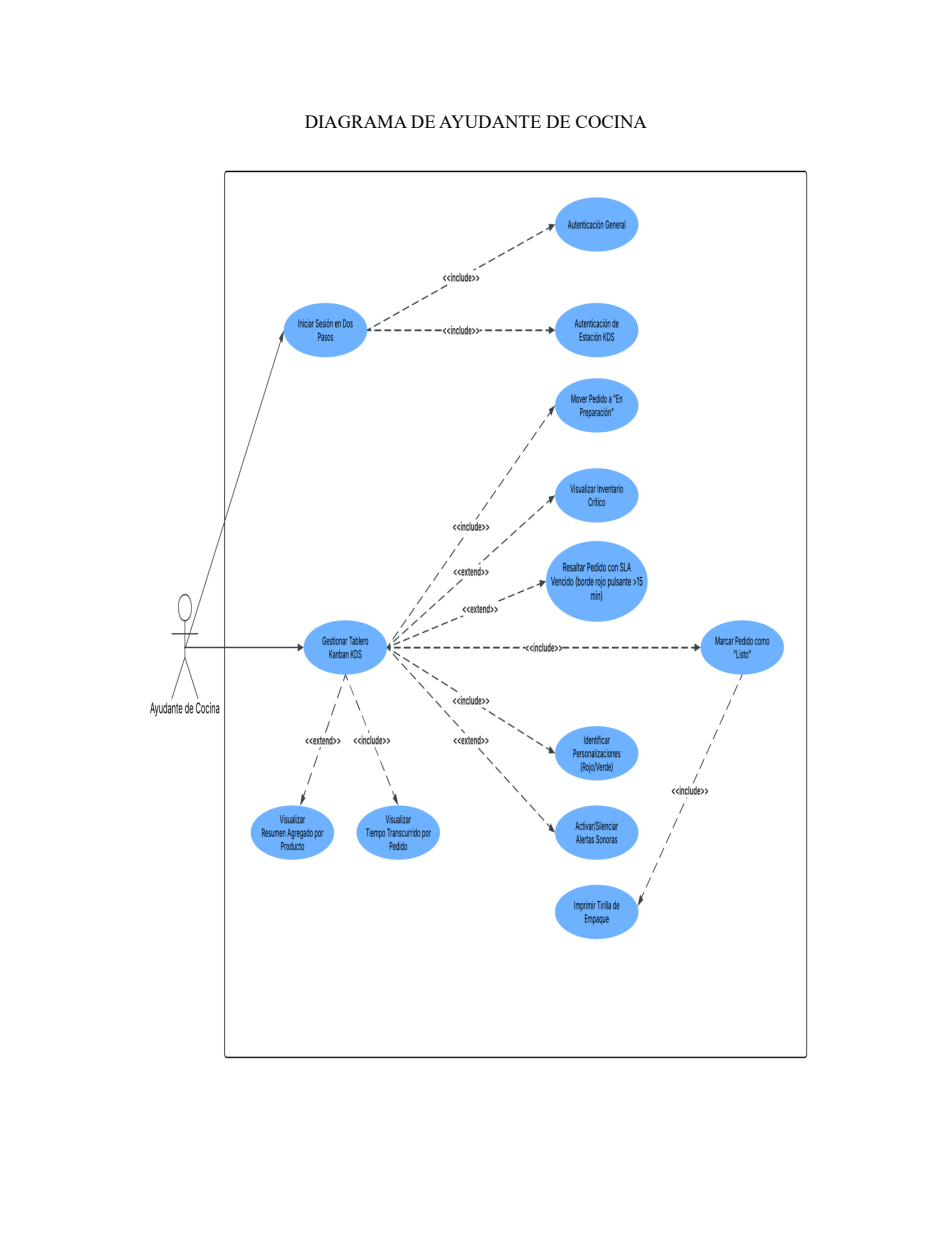 DIAGRAMA DE AYUDANTE DE COCINA
Autenticación General
<<include>>
Iniciar Sesión en Dos
Pasos
<<include>>
Autenticación de
Estación KDS
Mover Pedido a "En
Preparación"
Visualizar Inventario
Crítico
<<include>>
<<extend>>
Resaltar Pedido con SLA
Vencido (borde rojo pulsante >15
min)
<<extend>>
Gestionar Tablero
Kanban KDS
<<include>>
Marcar Pedido como
"Listo"
Ayudante de Cocina
<<include>>
<<extend>>
<<include>>
<<extend>>
Identificar
Personalizaciones
(Rojo/Verde)
<<include>>
Visualizar
Resumen Agregado por
Producto
Visualizar
Tiempo Transcurrido por
Pedido
Activar/Silenciar
Alertas Sonoras
Imprimir Tirilla de
Empaque